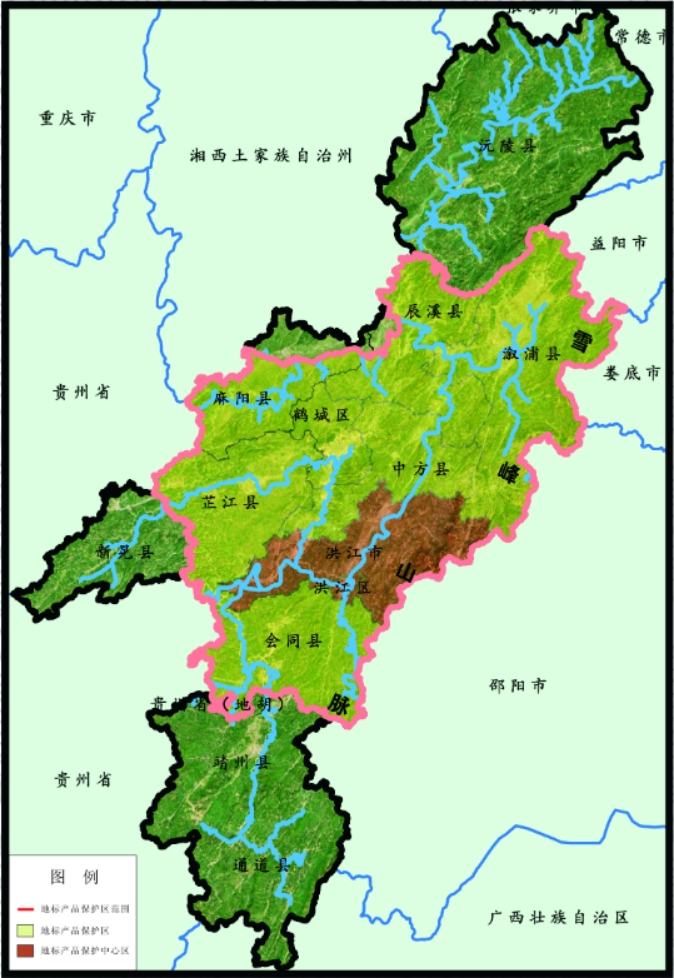 常德市
重庆市
湘西土家族自治州
沅陵县
益阳市
辰溪县
溆浦县
雪
娄底市
贵州省
麻阳县
鹤城区
中方县
峰
芷江县
新晃县
洪江市
洪江区
山
会同县
邵阳市
贵州省(地胡)
脉
靖州县
贵州省
通道县
广西壮族自治区
图 例
地标产品保护区范围
地标产品保护区
地标产品保护中心区